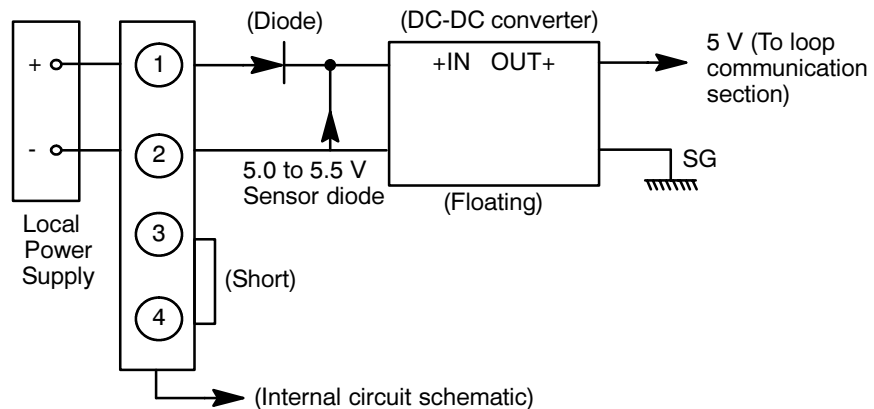 (Diode)
(DC-DC converter)
+
1
+IN OUT+
5 V (To loop
communication
section)
-
2
5.0 to 5.5 V
Sensor diode
(Floating)
SG
Local
Power
Supply
3
(Short)
4
(Internal circuit schematic)